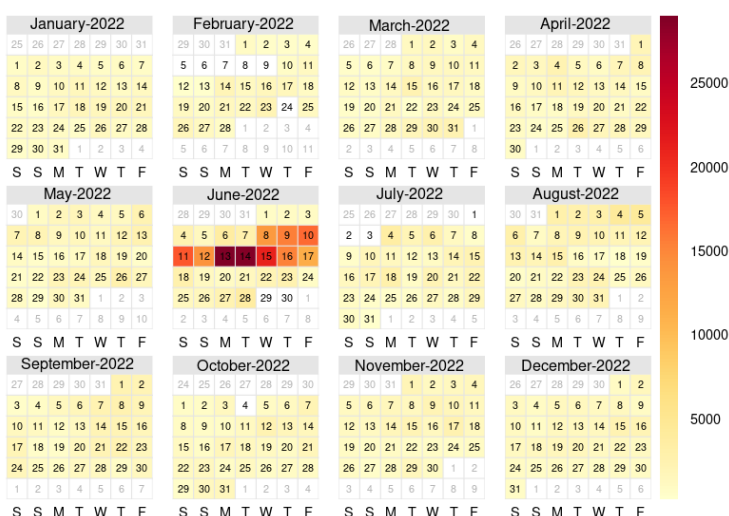 January-2022
25 26 27 28 29 30 31
1 2 3 4 5 6 7
8 9 10 11 12 13 14
15 16 17 18 19 20 21
22 23 24 25 26 27 28
29 30 31 1 2 3 4
S S M T W T F
February-2022
29 30 31 1 2 3 4
5 6 7 8 9 10 11
12 13 14 15 16 17 18
19 20 21 22 23 24 25
26 27 28 1 2 3 4
5 6 7 8 9 10 11
S S M T W T F
March-2022
26 27 28 1 2 3 4
5 6 7 8 9 10 11
12 13 14 15 16 17 18
19 20 21 22 23 24 25
26 27 28 29 30 31 1
2 3 4 5 6 7 8
S S M T W T F
April-2022
26 27 28 29 30 31 1
2 3 4 5 6 7 8
9 10 11 12 13 14 15
16 17 18 19 20 21 22
23 24 25 26 27 28 29
30 1 2 3 4 5 6
S S M T W T F
May-2022
30 1 2 3 4 5 6
7 8 9 10 11 12 13
14 15 16 17 18 19 20
21 22 23 24 25 26 27
28 29 30 31 1 2 3
4 5 6 7 8 9 10
S S M T W T F
June-2022
28 29 30 31 1 2 3
4 5 6 7 8 9 10
11 12 13 14 15 16 17
18 19 20 21 22 23 24
25 26 27 28 29 30 1
2 3 4 5 6 7 8
S S M T W T F
July-2022
25 26 27 28 29 30 1
2 3 4 5 6 7 8
9 10 11 12 13 14 15
16 17 18 19 20 21 22
23 24 25 26 27 28 29
30 31 1 2 3 4 5
S S M T W T F
August-2022
30 31 1 2 3 4 5
6 7 8 9 10 11 12
13 14 15 16 17 18 19
20 21 22 23 24 25 26
27 28 29 30 31 1 2
3 4 5 6 7 8 9
S S M T W T F
September-2022
27 28 29 30 31 1 2
3 4 5 6 7 8 9
10 11 12 13 14 15 16
17 18 19 20 21 22 23
24 25 26 27 28 29 30
1 2 3 4 5 6 7
S S M T W T F
October-2022
24 25 26 27 28 29 30
1 2 3 4 5 6 7
8 9 10 11 12 13 14
15 16 17 18 19 20 21
22 23 24 25 26 27 28
29 30 31 1 2 3 4
S S M T W T F
November-2022
29 30 31 1 2 3 4
5 6 7 8 9 10 11
12 13 14 15 16 17 18
19 20 21 22 23 24 25
26 27 28 29 30 1 2
3 4 5 6 7 8 9
S S M T W T F
December-2022
26 27 28 29 30 1 2
3 4 5 6 7 8 9
10 11 12 13 14 15 16
17 18 19 20 21 22 23
24 25 26 27 28 29 30
31 1 2 3 4 5 6
S S M T W T F
25000
20000
15000
10000
5000